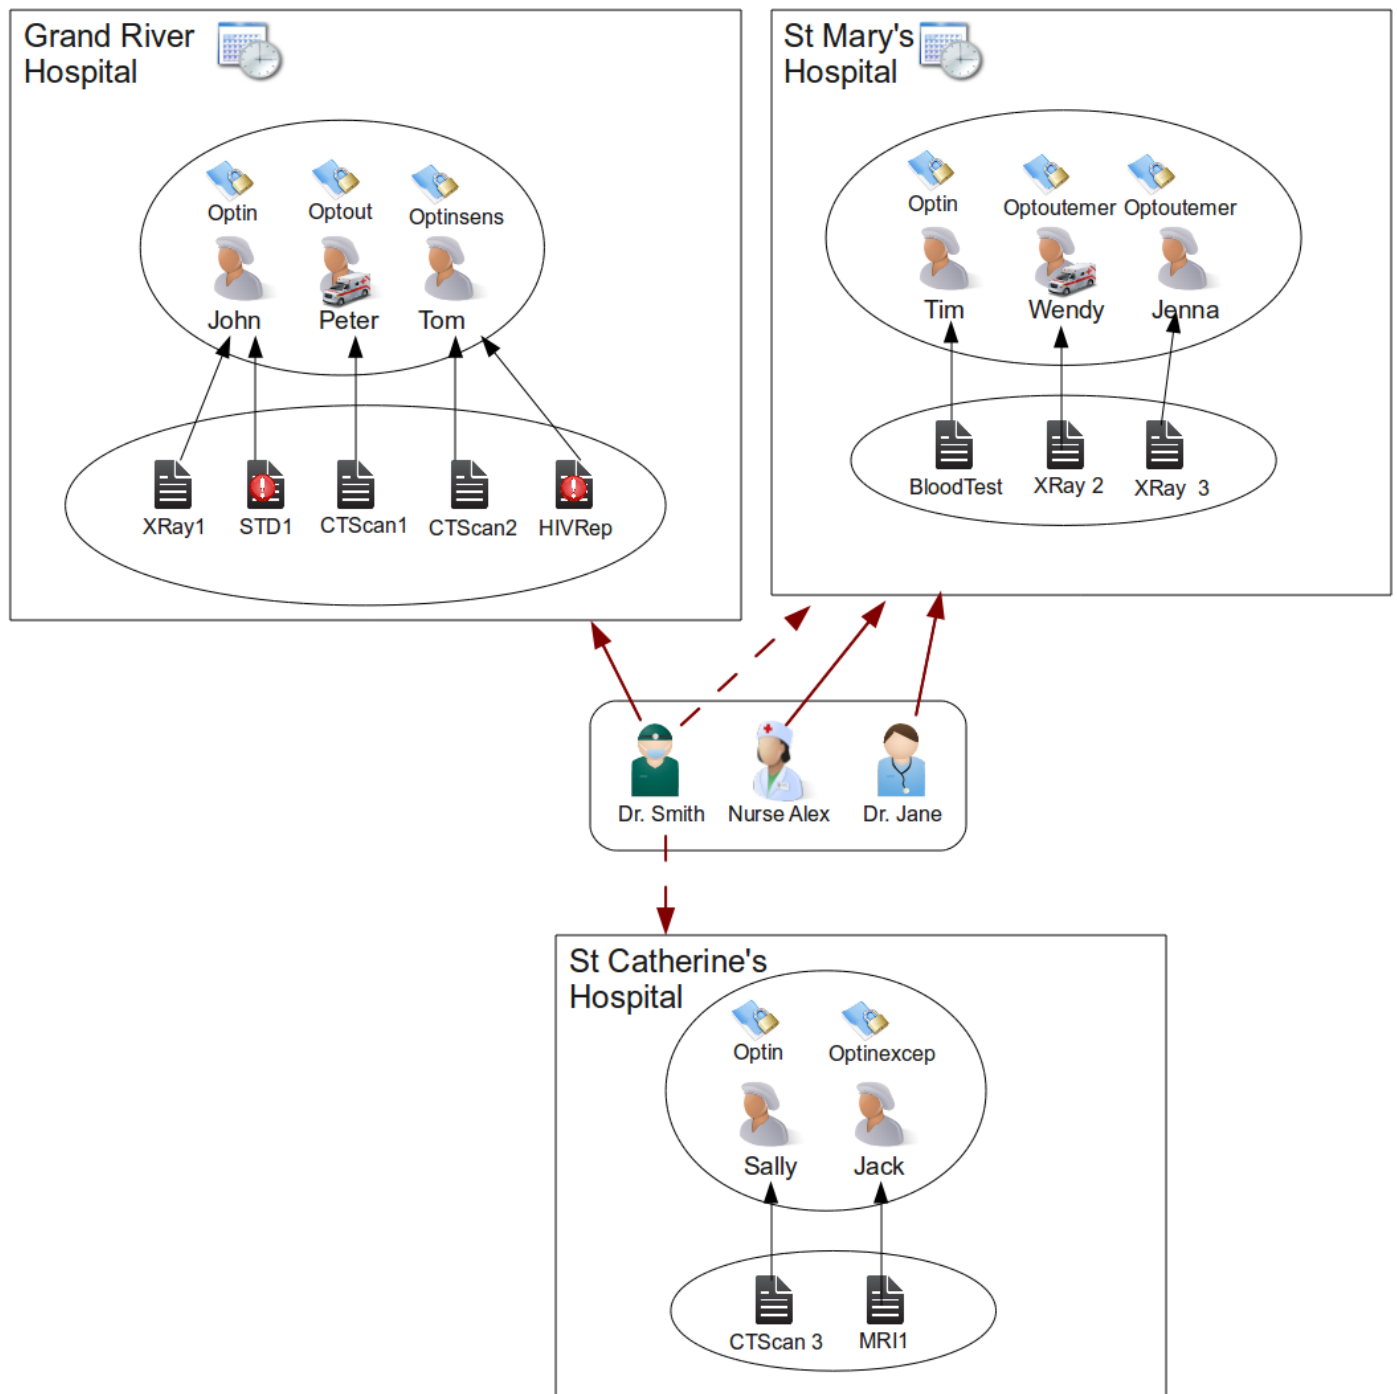 Grand River
Hospital
Optin
Optout
Optinsens
John
Peter
Tom
XRay1
STD1
CTScan1
CTScan2
HIVRep
St Mary's
Hospital
Optin
Optoutemer
Optoutemer
Tim
Wendy
Jenna
BloodTest
XRay 2
XRay 3
Dr. Smith
Nurse Alex
Dr. Jane
St Catherine's
Hospital
Optin
Optinexcep
Sally
Jack
CTScan 3
MRI1